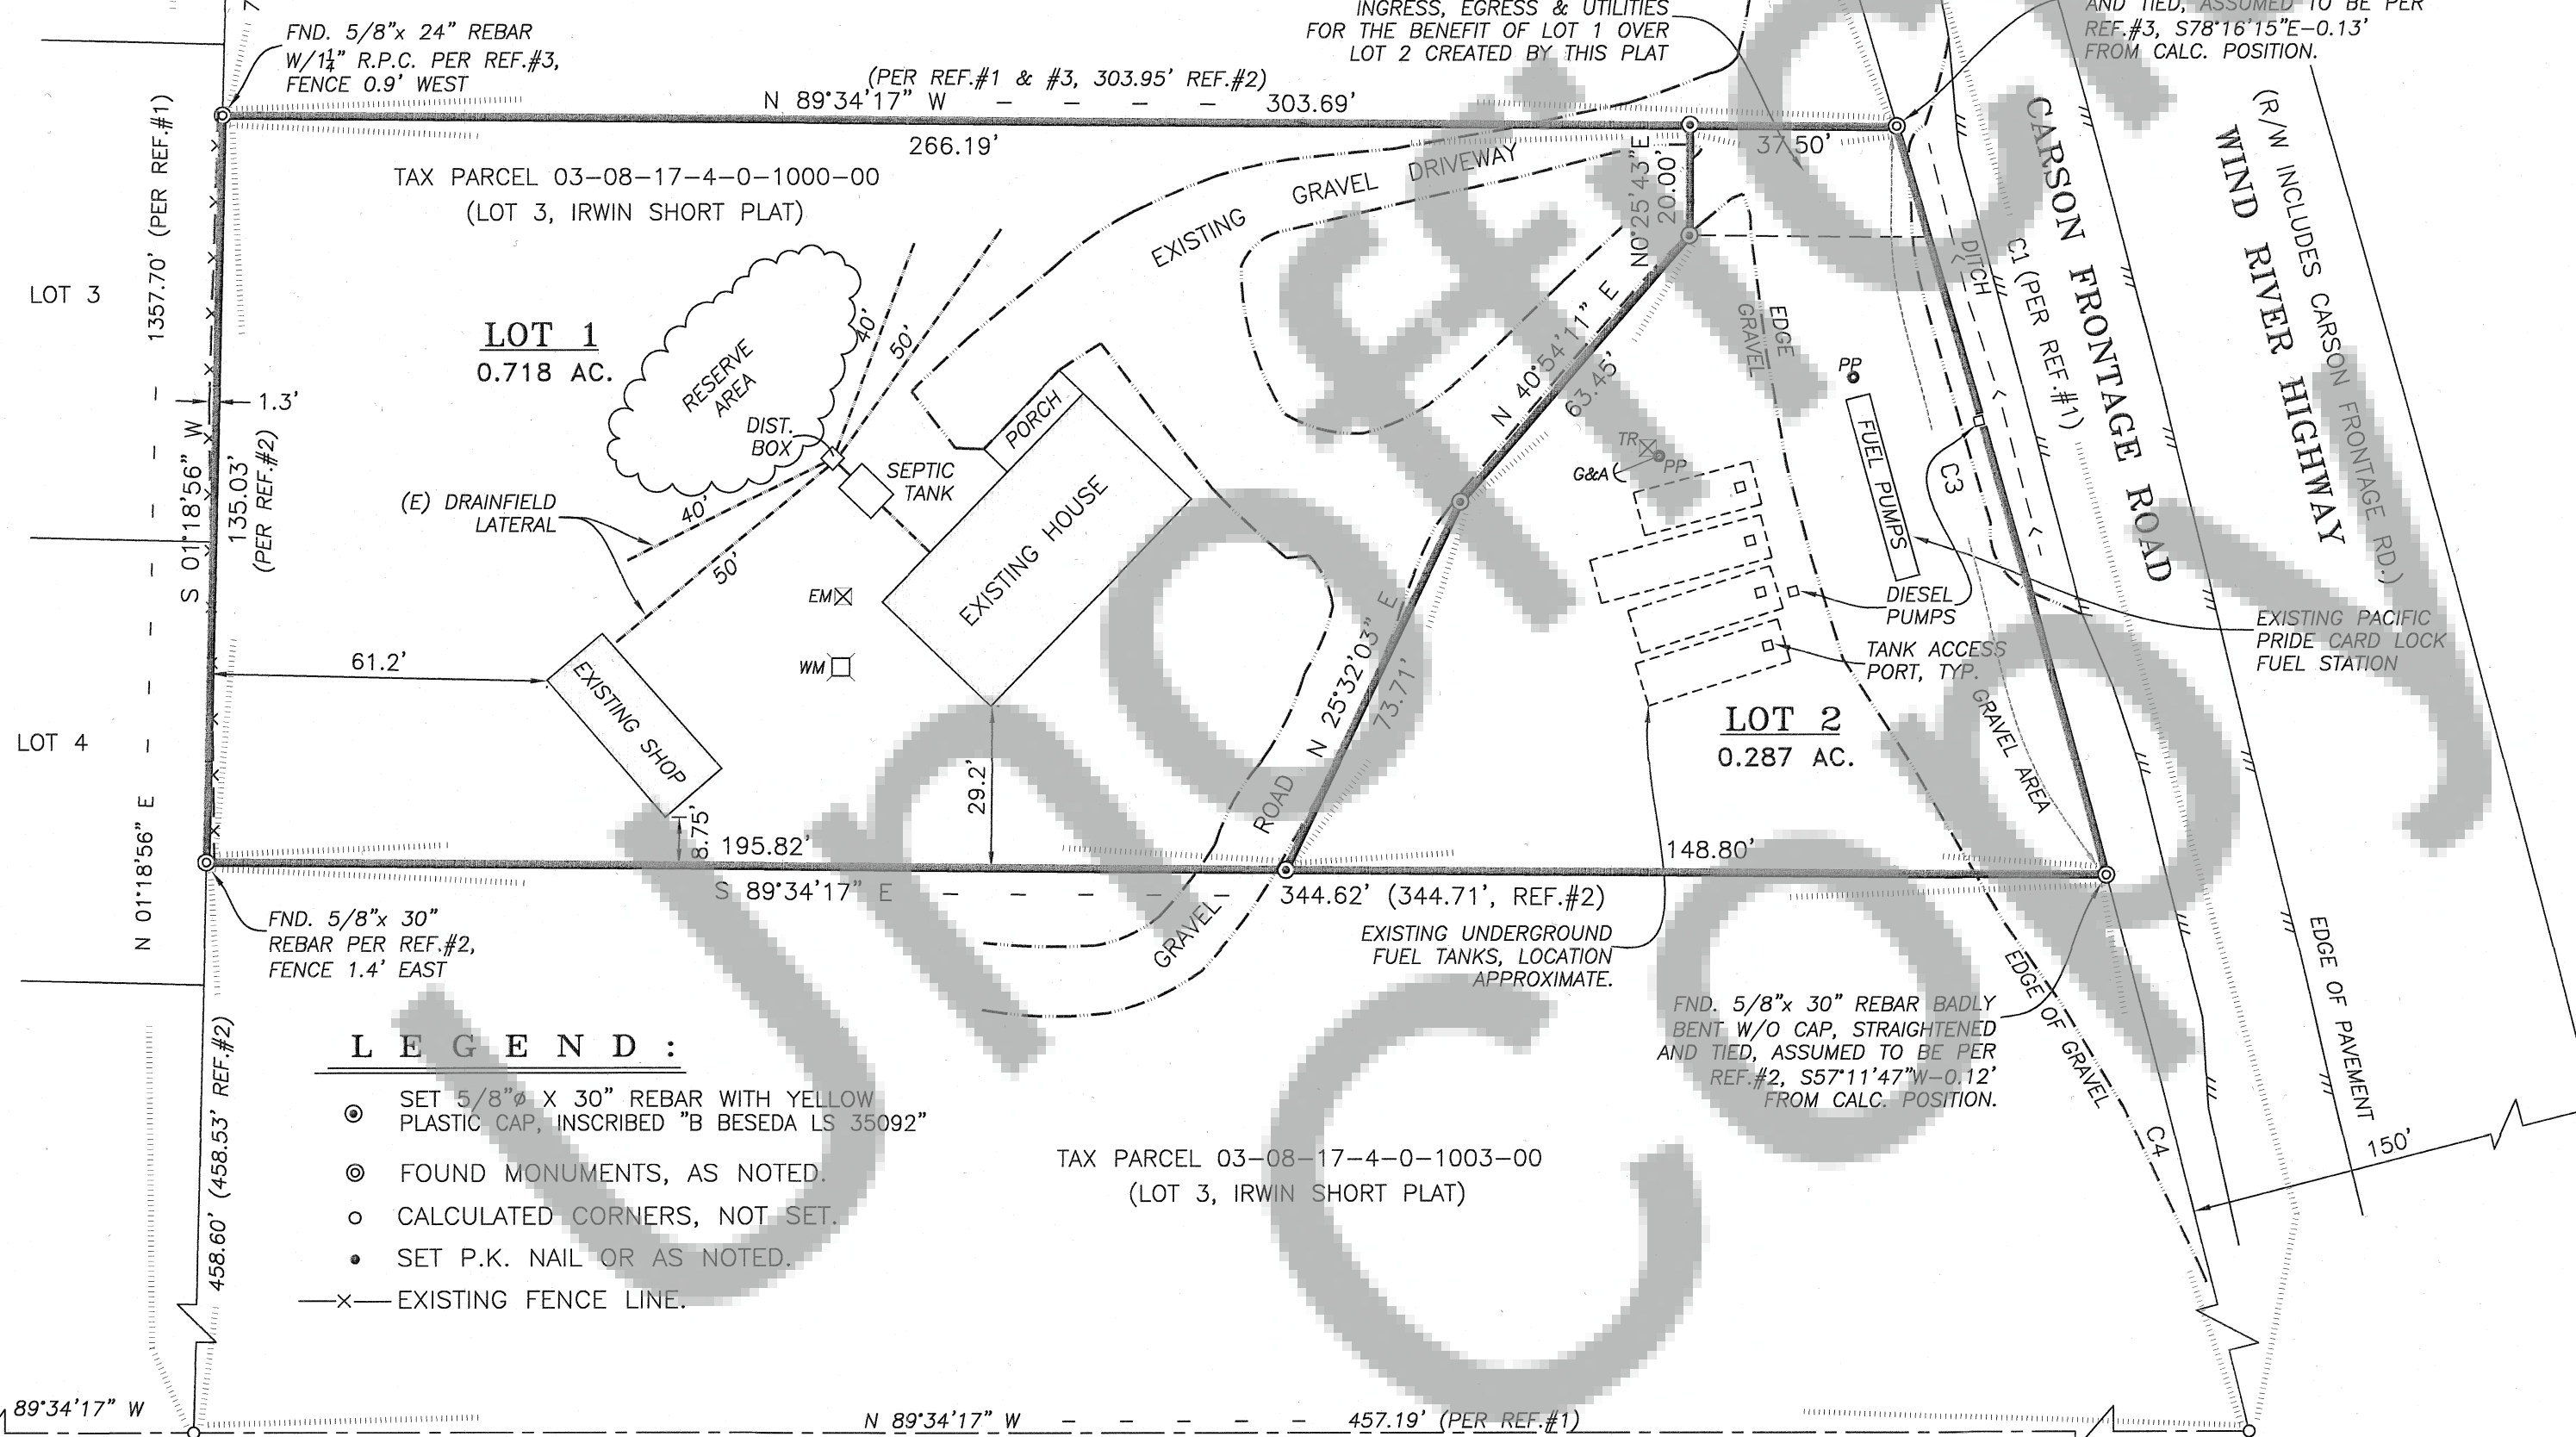 INGRESS, EGRESS & UTILITIES
FOR THE BENEFIT OF LOT 1 OVER
LOT 2 CREATED BY THIS PLAT
AND TIED, ASSUMED TO BE PER
REF.#3, S78°16'15"E-0.13'
FROM CALC. POSITION.
FND. 5/8"x 24" REBAR
W/1¼" R.P.C. PER REF.#3,
FENCE 0.9' WEST
(PER REF.#1 & #3, 303.95' REF.#2)
N 89°34'17" W — — — — 303.69'
266.19'
37.50'
TAX PARCEL 03-08-17-4-0-1000-00
(LOT 3, IRWIN SHORT PLAT)
EXISTING GRAVEL DRIVEWAY
N0°25'43"E
20.00'
1357.70' (PER REF.#1)
N 01°18'56" E
LOT 3
LOT 4
LOT 1
0.718 AC.
RESERVE
AREA
40'
50'
DIST.
BOX
SEPTIC
TANK
PORCH
EXISTING HOUSE
(E) DRAINFIELD
LATERAL
40'
50'
1.3'
S 01°18'56" W
135.03'
(PER REF.#2)
EM
WM
61.2'
EXISTING SHOP
8.75'
29.2'
195.82'
S 89°34'17" E — — — — — 344.62' (344.71', REF.#2)
148.80'
N 40°54'11" E
63.45'
N 25°32'03" E
73.71'
GRAVEL ROAD
EDGE
GRAVEL
TR
PP
G&A
PP
FUEL PUMPS
DITCH
C1 (PER REF.#1)
C3
CARSON FRONTAGE ROAD
WIND RIVER HIGHWAY
(R/W INCLUDES CARSON FRONTAGE RD.)
DIESEL
PUMPS
TANK ACCESS
PORT, TYP.
EXISTING PACIFIC
PRIDE CARD LOCK
FUEL STATION
GRAVEL AREA
LOT 2
0.287 AC.
EXISTING UNDERGROUND
FUEL TANKS, LOCATION
APPROXIMATE.
FND. 5/8"x 30"
REBAR PER REF.#2,
FENCE 1.4' EAST
FND. 5/8"x 30" REBAR BADLY
BENT W/O CAP, STRAIGHTENED
AND TIED, ASSUMED TO BE PER
REF.#2, S57°11'47"W-0.12'
FROM CALC. POSITION.
EDGE OF GRAVEL
EDGE OF PAVEMENT
C4
150'
458.60' (458.53' REF.#2)
LEGEND:
SET 5/8"ø X 30" REBAR WITH YELLOW
PLASTIC CAP, INSCRIBED "B BESEDA LS 35092"
FOUND MONUMENTS, AS NOTED.
CALCULATED CORNERS, NOT SET.
SET P.K. NAIL OR AS NOTED.
—x— EXISTING FENCE LINE.
TAX PARCEL 03-08-17-4-0-1003-00
(LOT 3, IRWIN SHORT PLAT)
89°34'17" W
N 89°34'17" W — — — — — 457.19' (PER REF.#1)
Unofficial
Copy